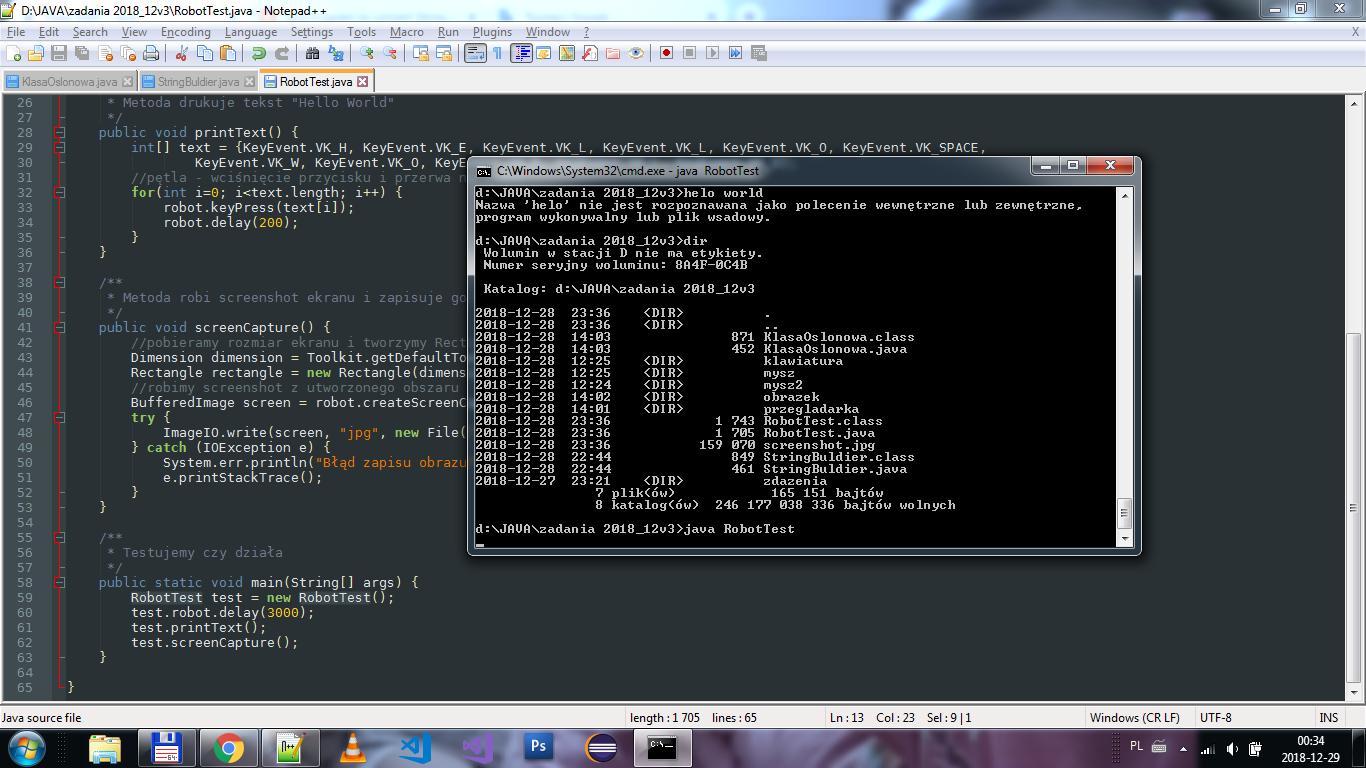 D:\JAVA\zadania 2018_12v3\RobotTest.java - Notepad++
File Edit Search View Encoding Language Settings Tools Macro Run Plugins Window ? X
KlasaOslonowa.java StringBuldier.java RobotTest.java
26 * Metoda drukuje tekst "Hello World"
27 */
28 public void printText() {
29 int[] text = {KeyEvent.VK_H, KeyEvent.VK_E, KeyEvent.VK_L, KeyEvent.VK_L, KeyEvent.VK_O, KeyEvent.VK_SPACE,
30 KeyEvent.VK_W, KeyEvent.VK_O, KeyE
31 //pętla - wciśnięcie przycisku i przerwa n
32 for(int i=0; i<text.length; i++) {
33 robot.keyPress(text[i]);
34 robot.delay(200);
35 }
36 }
37
38 /**
39 * Metoda robi screenshot ekranu i zapisuje go
40 */
41 public void screenCapture() {
42 //pobieramy rozmiar ekranu i tworzymy Rect
43 Dimension dimension = Toolkit.getDefaultTo
44 Rectangle rectangle = new Rectangle(dimens
45 //robimy screenshot z utworzonego obszaru
46 BufferedImage screen = robot.createScreenC
47 try {
48 ImageIO.write(screen, "jpg", new File(
49 } catch (IOException e) {
50 System.err.println("Błąd zapisu obrazu
51 e.printStackTrace();
52 }
53 }
54
55 /**
56 * Testujemy czy działa
57 */
58 public static void main(String[] args) {
59 RobotTest test = new RobotTest();
60 test.robot.delay(3000);
61 test.printText();
62 test.screenCapture();
63 }
64
65 }
C:\Windows\System32\cmd.exe - java RobotTest
d:\JAVA\zadania 2018_12v3>helo world
Nazwa 'helo' nie jest rozpoznawana jako polecenie wewnętrzne lub zewnętrzne,
program wykonywalny lub plik wsadowy.
d:\JAVA\zadania 2018_12v3>dir
Wolumin w stacji D nie ma etykiety.
Numer seryjny woluminu: 8A4F-0C4B
Katalog: d:\JAVA\zadania 2018_12v3
2018-12-28 23:36 <DIR> .
2018-12-28 23:36 <DIR> ..
2018-12-28 14:03 871 KlasaOslonowa.class
2018-12-28 14:03 452 KlasaOslonowa.java
2018-12-28 12:25 <DIR> klawiatura
2018-12-28 12:25 <DIR> mysz
2018-12-28 12:24 <DIR> mysz2
2018-12-28 14:02 <DIR> obrazek
2018-12-28 14:01 <DIR> przegladarka
2018-12-28 23:36 1 743 RobotTest.class
2018-12-28 23:36 1 705 RobotTest.java
2018-12-28 23:36 159 070 screenshot.jpg
2018-12-28 22:44 849 StringBuldier.class
2018-12-28 22:44 461 StringBuldier.java
2018-12-27 23:21 <DIR> zdazenia
7 plik(ów) 165 151 bajtów
8 katalog(ów) 246 177 038 336 bajtów wolnych
d:\JAVA\zadania 2018_12v3>java RobotTest
Java source file length : 1 705 lines : 65 Ln : 13 Col : 23 Sel : 9 | 1 Windows (CR LF) UTF-8 INS
PL 00:34
2018-12-29